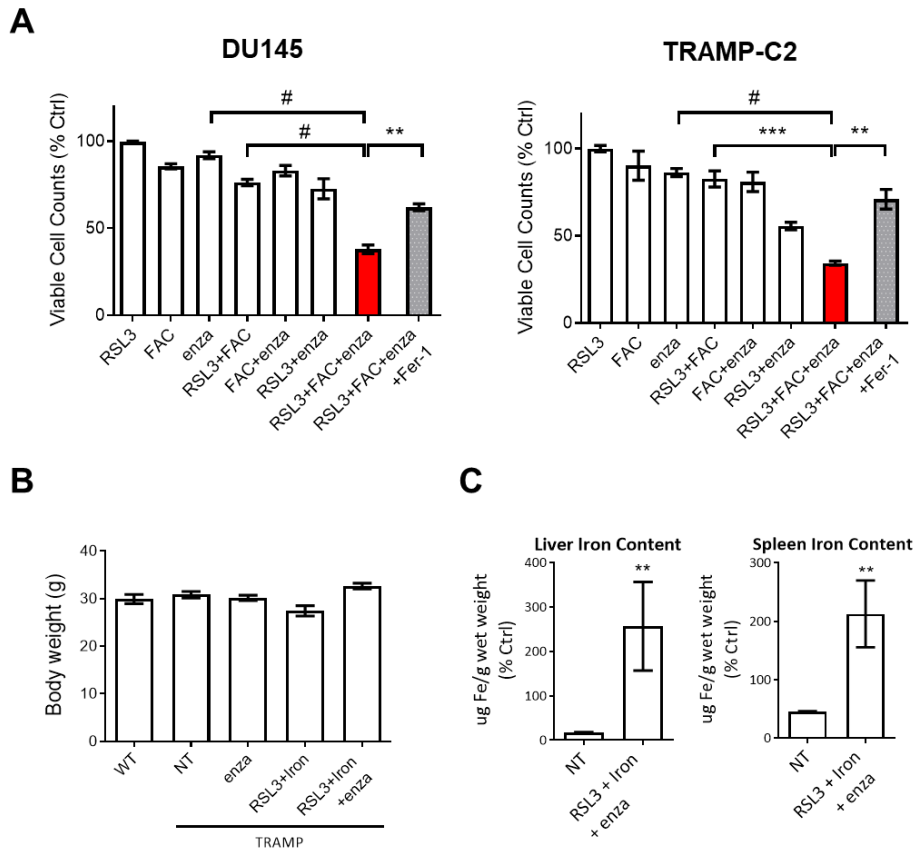 A
DU145
Viable Cell Counts (% Ctrl)
100
50
0
#
#
**
RSL3
FAC
enza
RSL3+FAC
FAC+enza
RSL3+enza
RSL3+FAC+enza
RSL3+FAC+enza
+Fer-1
TRAMP-C2
Viable Cell Counts (% Ctrl)
100
50
0
#
***
**
RSL3
FAC
enza
RSL3+FAC
FAC+enza
RSL3+enza
RSL3+FAC+enza
RSL3+FAC+enza
+Fer-1
B
Body weight (g)
40
30
20
10
0
WT
NT
enza
RSL3+Iron
RSL3+Iron
+enza
TRAMP
C
Liver Iron Content
ug Fe/g wet weight
(% Ctrl)
400
300
200
100
0
**
NT
RSL3 + Iron
+ enza
Spleen Iron Content
ug Fe/g wet weight
(% Ctrl)
300
200
100
0
**
NT
RSL3 + Iron
+ enza